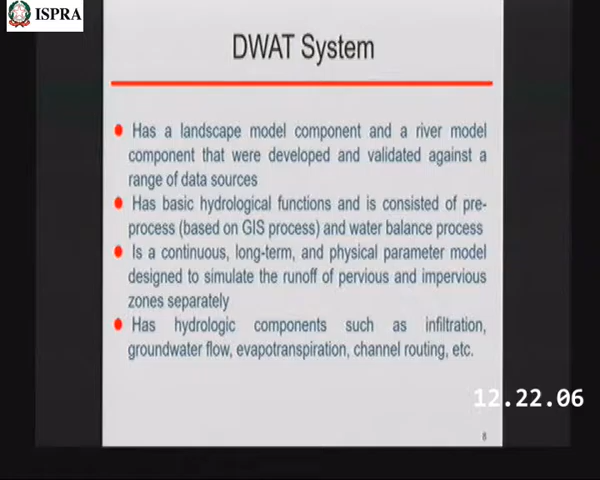 ISPRA
DWAT System
Has a landscape model component and a river model
component that were developed and validated against a
range of data sources
Has basic hydrological functions and is consisted of pre-
process (based on GIS process) and water balance process
Is a continuous, long-term, and physical parameter model
designed to simulate the runoff of pervious and impervious
zones separately
Has hydrologic components such as infiltration,
groundwater flow, evapotranspiration, channel routing, etc.
12.22.06